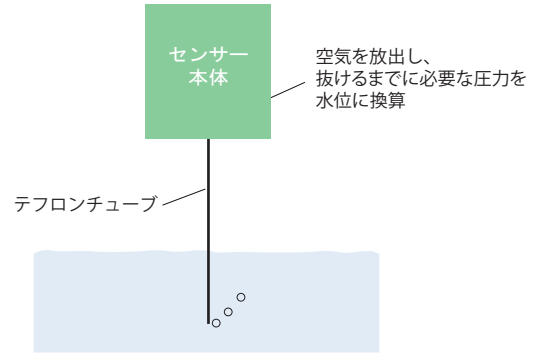 センサー
本体
空気を放出し、
抜けるまでに必要な圧力を
水位に換算
テフロンチューブ